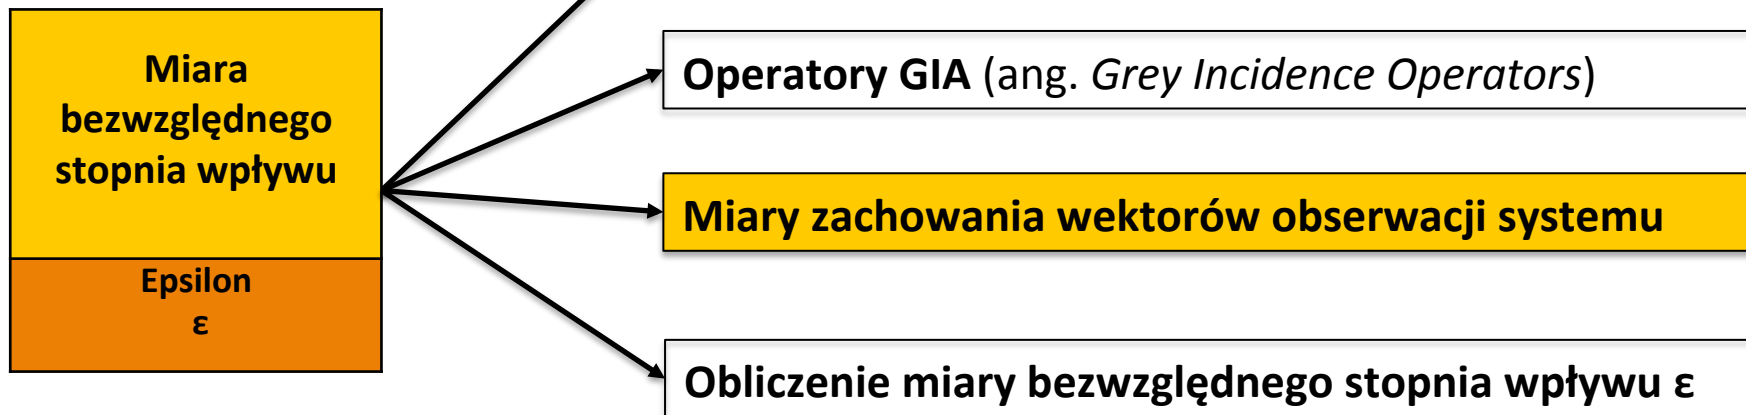 Miara
bezwzględnego
stopnia wpływu
Epsilon
ε
Operatory GIA (ang. Grey Incidence Operators)
Miary zachowania wektorów obserwacji systemu
Obliczenie miary bezwzględnego stopnia wpływu ε